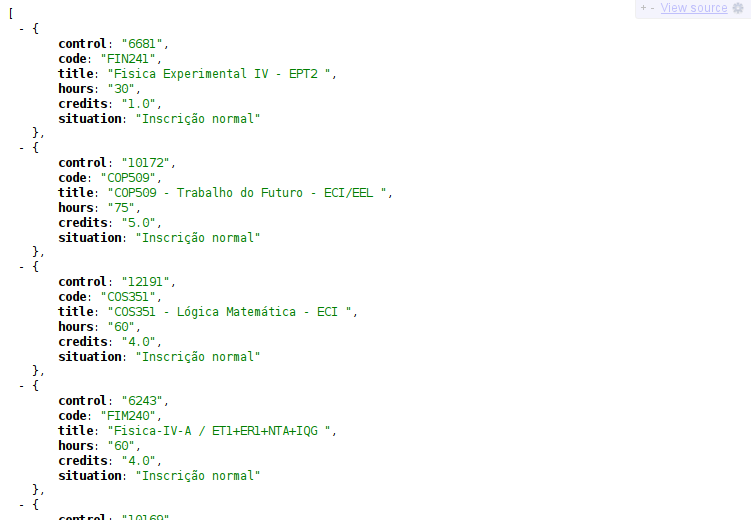 + - View source
[
- {
control: "6681",
code: "FIN241",
title: "Fisica Experimental IV - EPT2 ",
hours: "30",
credits: "1.0",
situation: "Inscrição normal"
},
- {
control: "10172",
code: "COP509",
title: "COP509 - Trabalho do Futuro - ECI/EEL ",
hours: "75",
credits: "5.0",
situation: "Inscrição normal"
},
- {
control: "12191",
code: "COS351",
title: "COS351 - Lógica Matemática - ECI ",
hours: "60",
credits: "4.0",
situation: "Inscrição normal"
},
- {
control: "6243",
code: "FIM240",
title: "Fisica-IV-A / ET1+ER1+NTA+IQG ",
hours: "60",
credits: "4.0",
situation: "Inscrição normal"
},
- {
control: "10169",